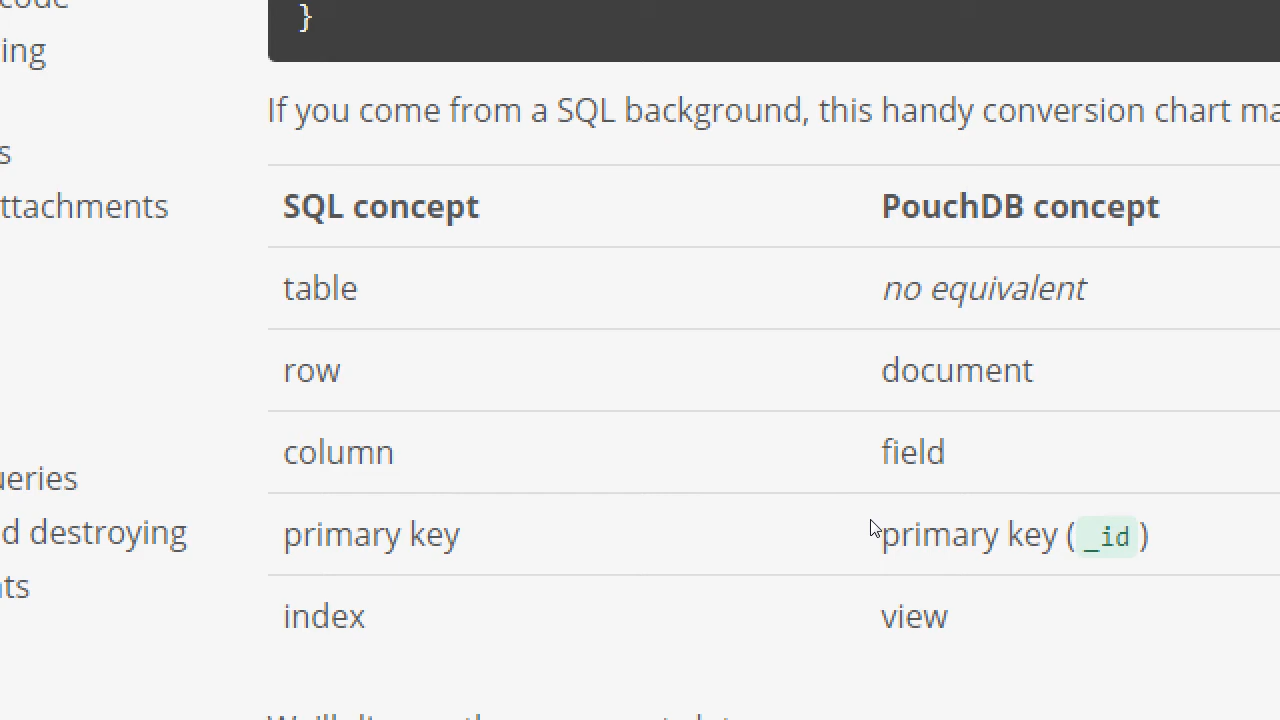 }
ing
If you come from a SQL background, this handy conversion chart ma
s
ttachments
SQL concept PouchDB concept
table no equivalent
row document
column field
ueries
primary key primary key (_id)
d destroying
nts
index view